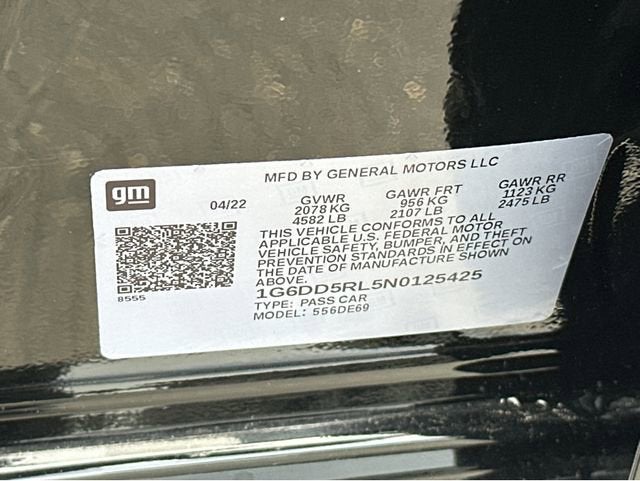 MFD BY GENERAL MOTORS LLC
gm
04/22
GVWR
2078 KG
4582 LB
GAWR FRT
956 KG
2107 LB
GAWR RR
1123 KG
2475 LB
THIS VEHICLE CONFORMS TO ALL
APPLICABLE U.S. FEDERAL MOTOR
VEHICLE SAFETY, BUMPER, AND THEFT
PREVENTION STANDARDS IN EFFECT ON
THE DATE OF MANUFACTURE SHOWN
ABOVE.
8555
1G6DD5RL5N0125425
TYPE: PASS CAR
MODEL: 556DE69